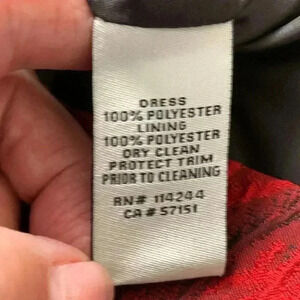 DRESS
100% POLYESTER
LINING
100% POLYESTER
DRY CLEAN
PROTECT TRIM
PRIOR TO CLEANING
RN# 114244
CA # 57151